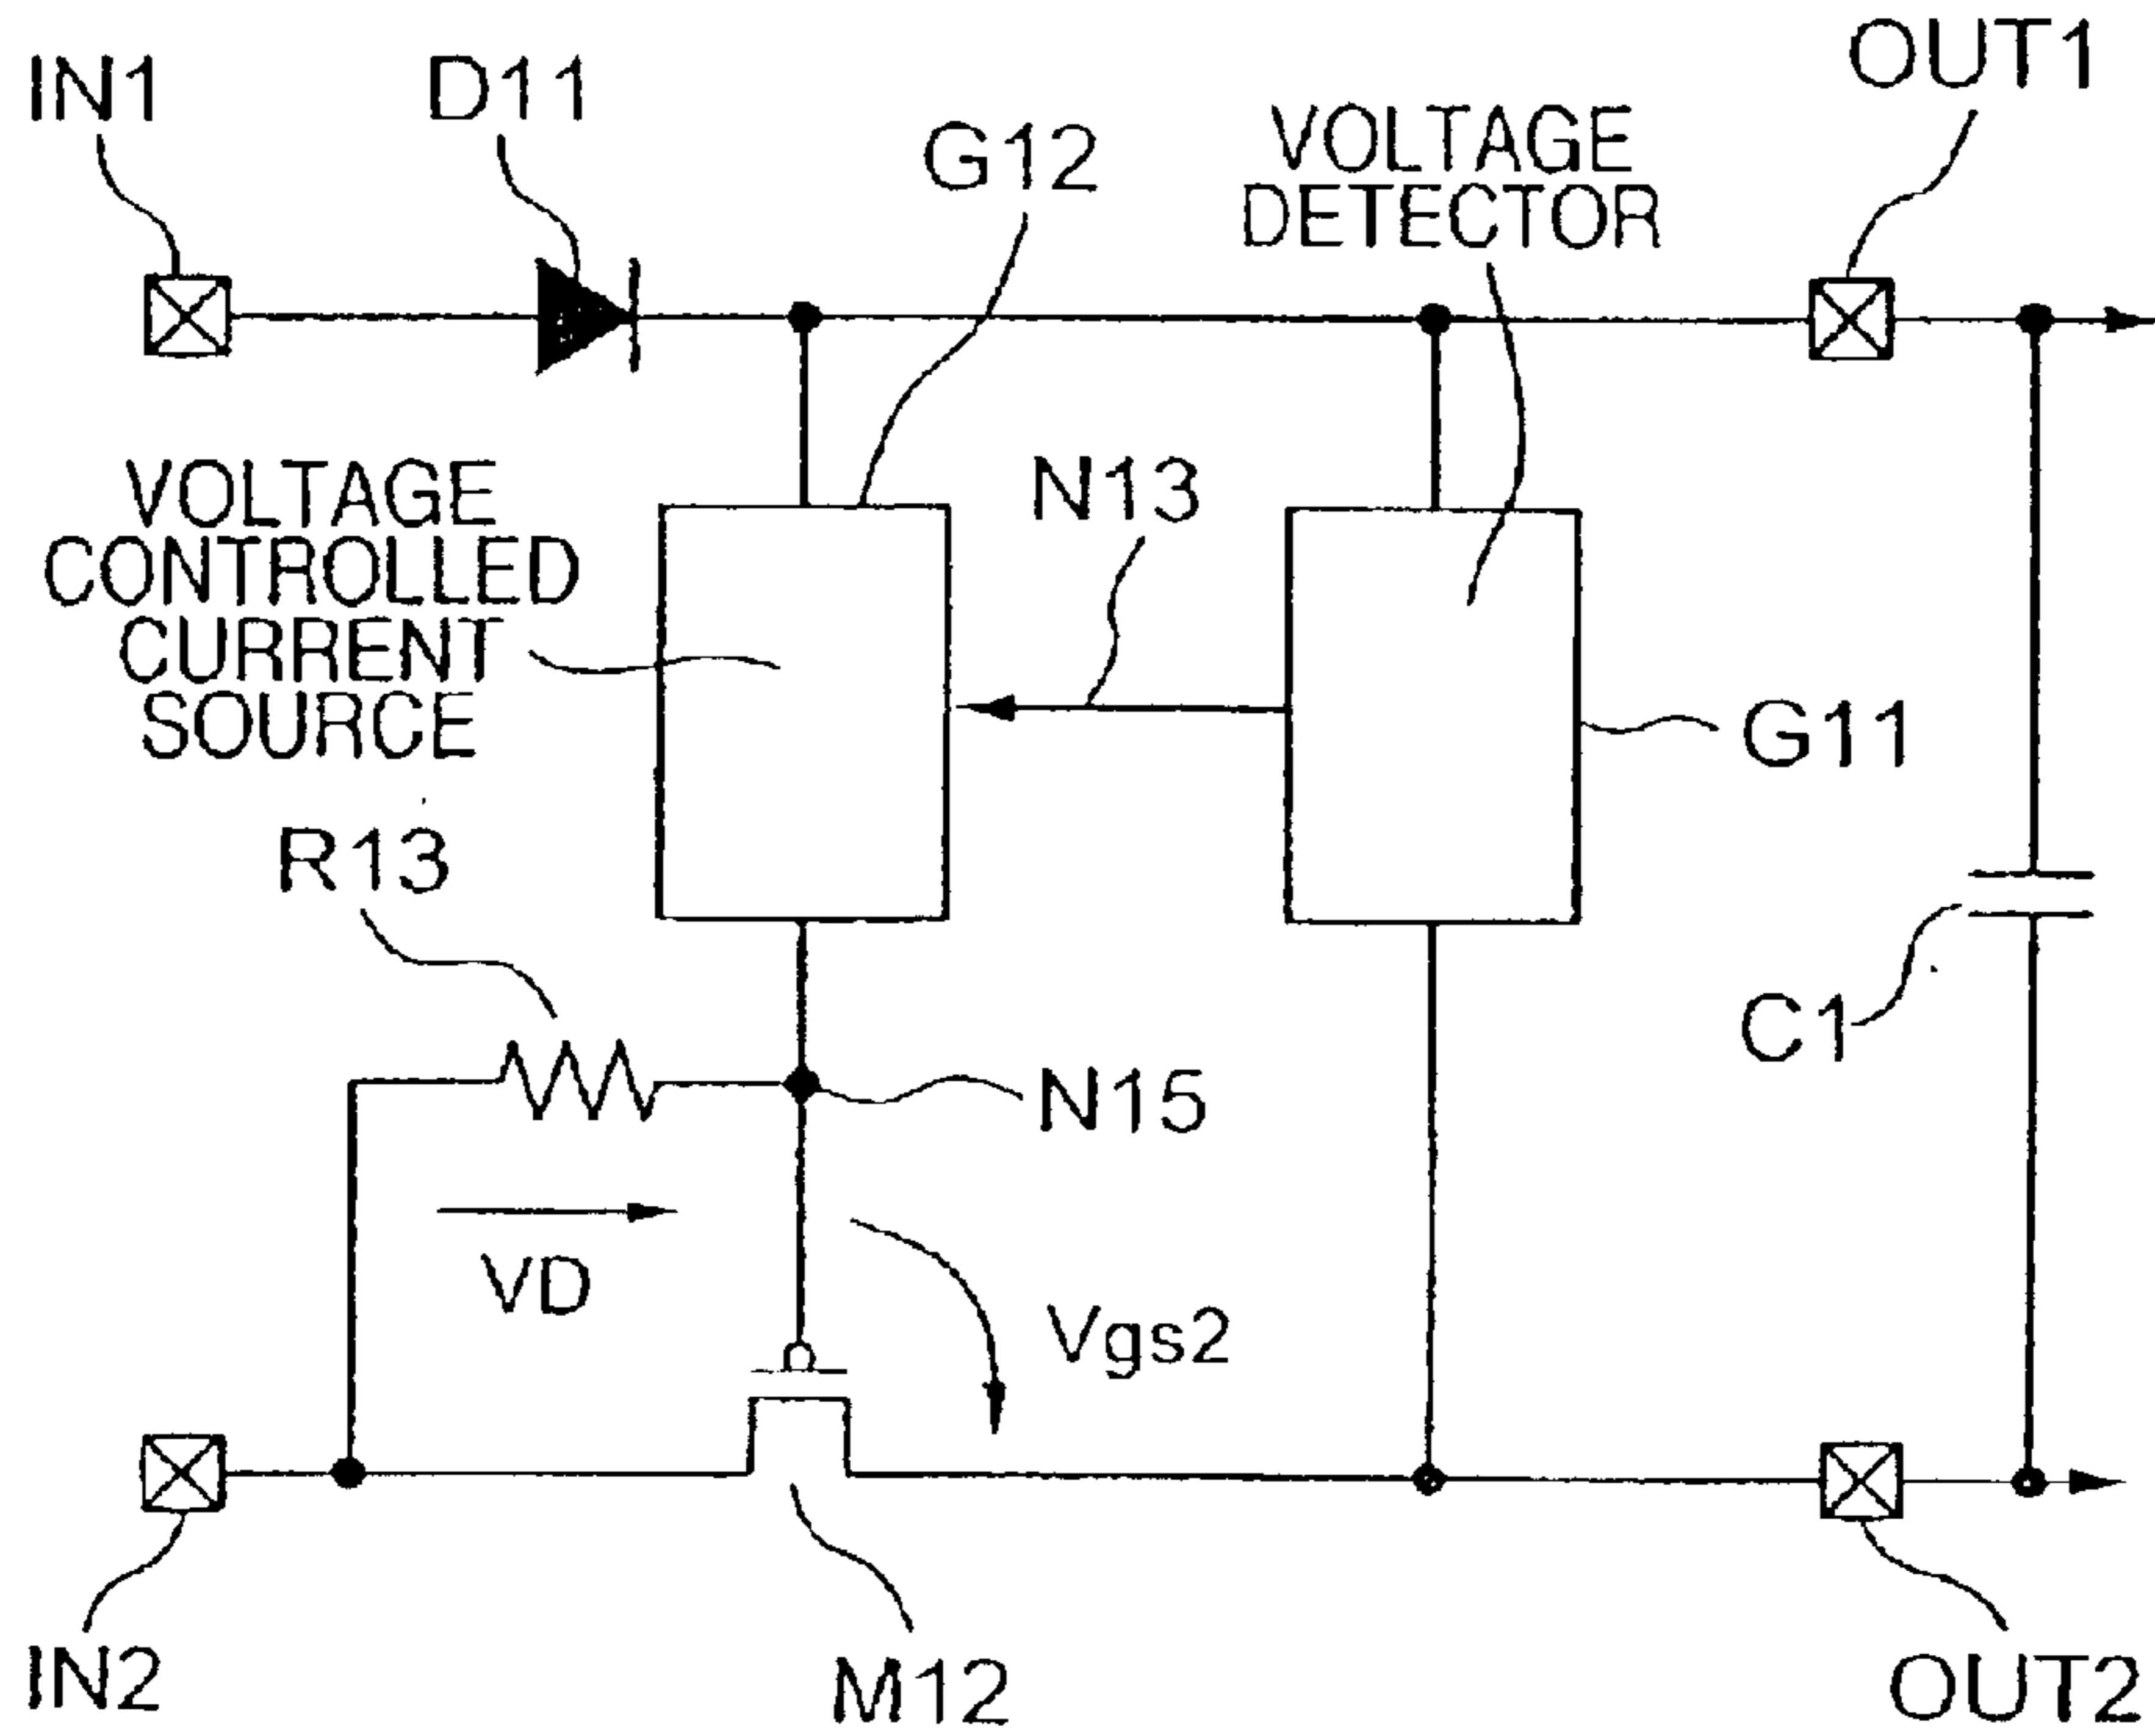 IN1
D11
G12
VOLTAGE
DETECTOR
OUT1
VOLTAGE
CONTROLLED
CURRENT
SOURCE
N13
G11
R13
C1
N15
VD
Vgs2
IN2
M12
OUT2